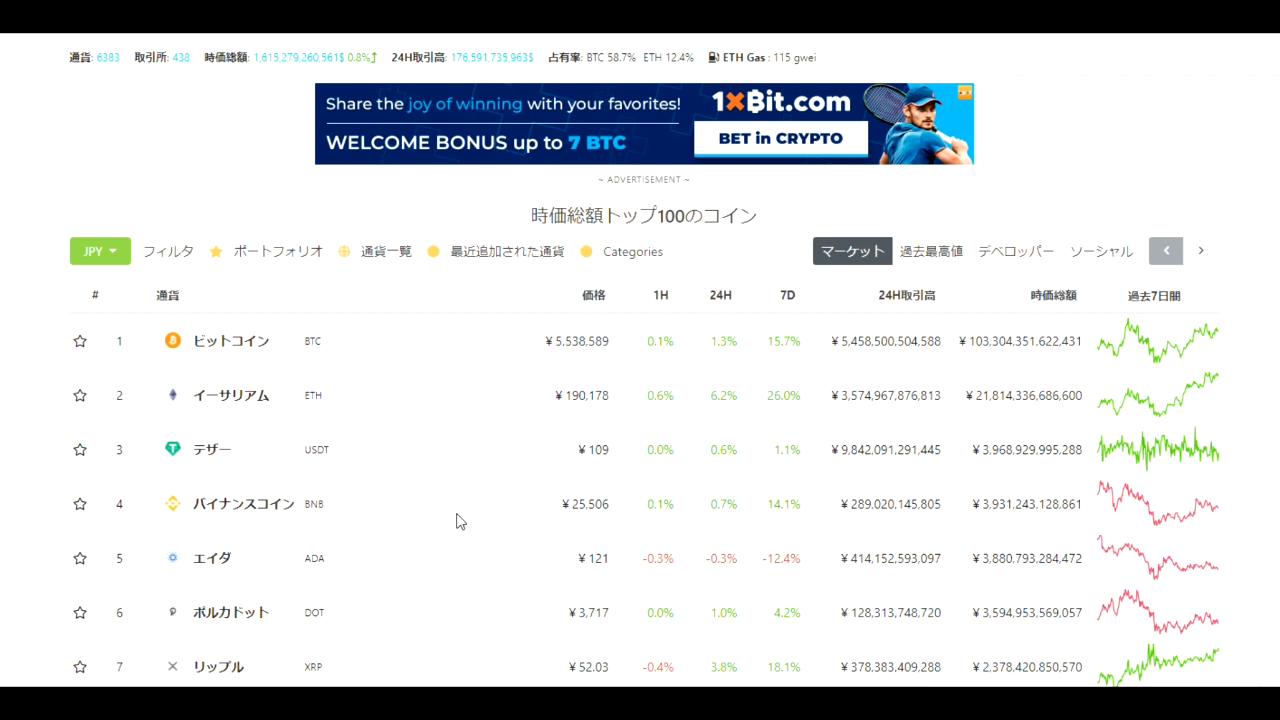 通貨: 6383 取引所: 438 時価総額: 1,615,279,260,561$ 0.8% 24H取引高: 176,591,735,963$ 占有率: BTC 58.7% ETH 12.4% ETH Gas : 115 gwei
Share the joy of winning with your favorites!
WELCOME BONUS up to 7 BTC
1xBit.com
BET in CRYPTO
~ ADVERTISEMENT ~
時価総額トップ100のコイン
JPY フィルタ ポートフォリオ 通貨一覧 最近追加された通貨 Categories マーケット 過去最高値 デベロッパー ソーシャル
# 通貨 価格 1H 24H 7D 24H取引高 時価総額 過去7日間
1 ビットコイン BTC ¥5,538,589 0.1% 1.3% 15.7% ¥5,458,500,504,588 ¥103,304,351,622,431
2 イーサリアム ETH ¥190,178 0.6% 6.2% 26.0% ¥3,574,967,876,813 ¥21,814,336,686,600
3 テザー USDT ¥109 0.0% 0.6% 1.1% ¥9,842,091,291,445 ¥3,968,929,995,288
4 バイナンスコイン BNB ¥25,506 0.1% 0.7% 14.1% ¥289,020,145,805 ¥3,931,243,128,861
5 エイダ ADA ¥121 -0.3% -0.3% -12.4% ¥414,152,593,097 ¥3,880,793,284,472
6 ポルカドット DOT ¥3,717 0.0% 1.0% 4.2% ¥128,313,748,720 ¥3,594,953,569,057
7 リップル XRP ¥52.03 -0.4% 3.8% 18.1% ¥378,383,409,288 ¥2,378,420,850,570